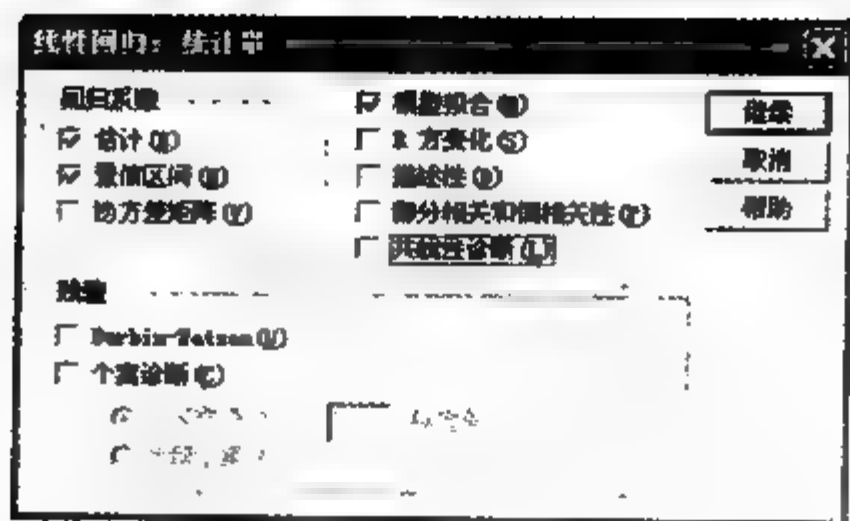 线性回归：统计量
回归系数
估计(E)
置信区间(N)
协方差矩阵(V)
模型拟合(M)
R 方变化(S)
描述性(D)
部分相关和偏相关性(P)
共线性诊断(L)
继续
取消
帮助
残差
Durbin-Watson(U)
个案诊断(C)